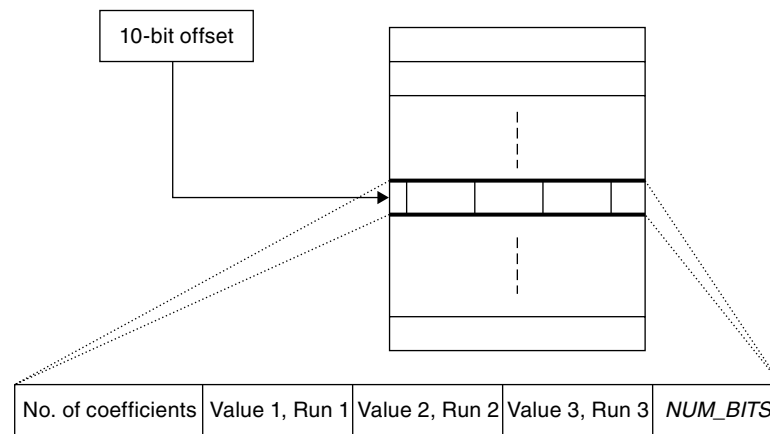 10-bit offset
No. of coefficients
Value 1, Run 1
Value 2, Run 2
Value 3, Run 3
NUM_BITS